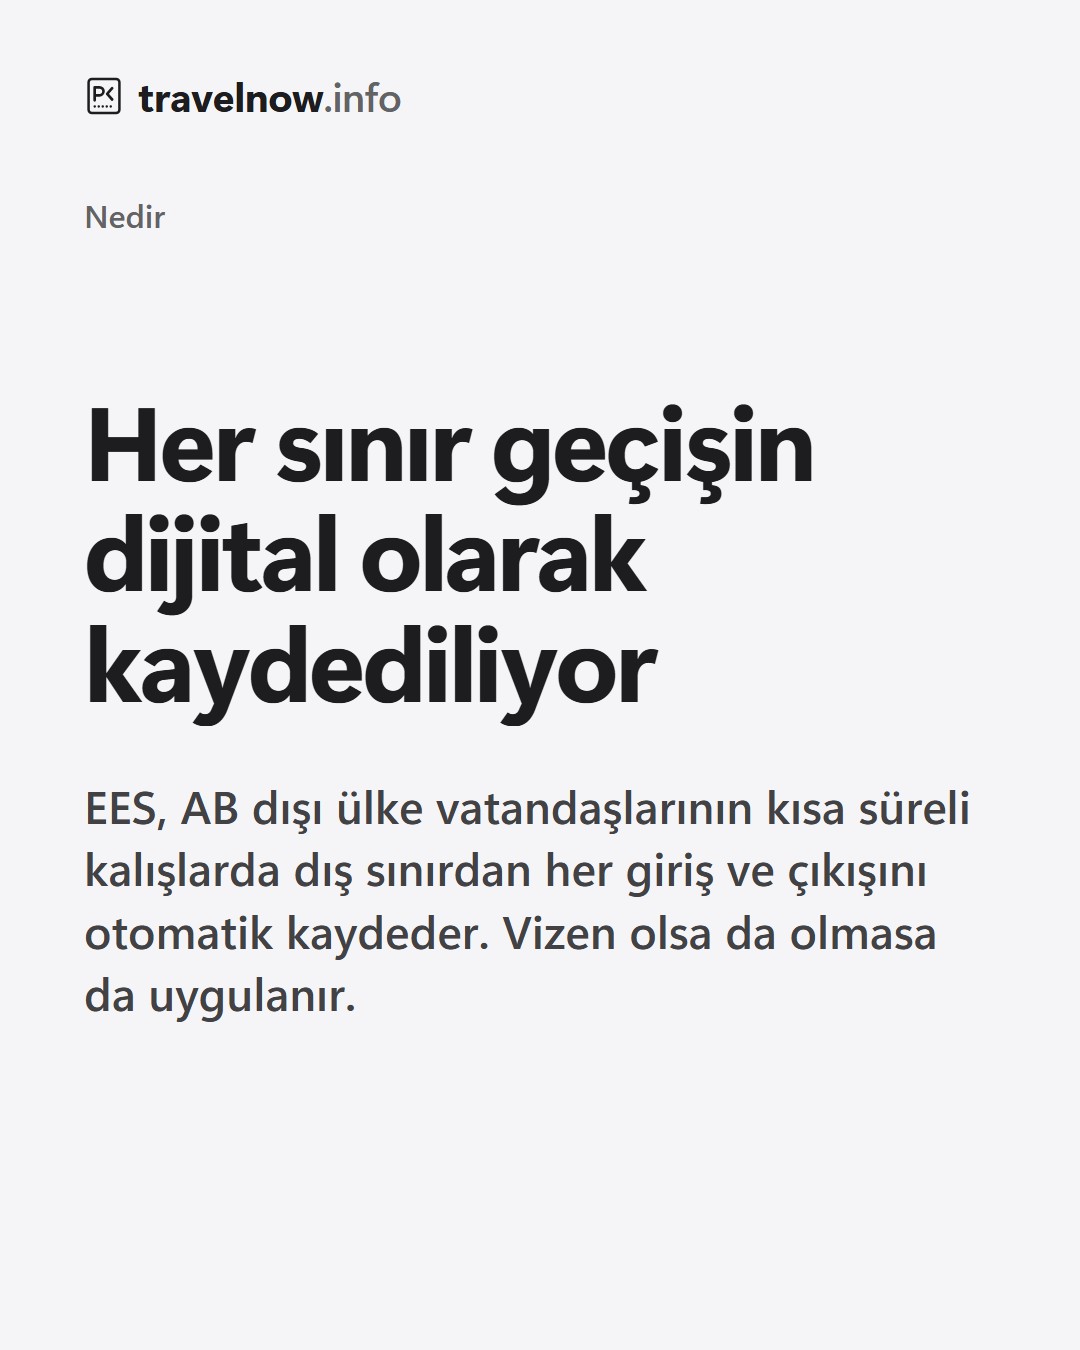 travelnow.info
Nedir
Her sınır geçişin
dijital olarak
kaydediliyor
EES, AB dışı ülke vatandaşlarının kısa süreli
kalışlarda dış sınırdan her giriş ve çıkışını
otomatik kaydeder. Vizen olsa da olmasa
da uygulanır.